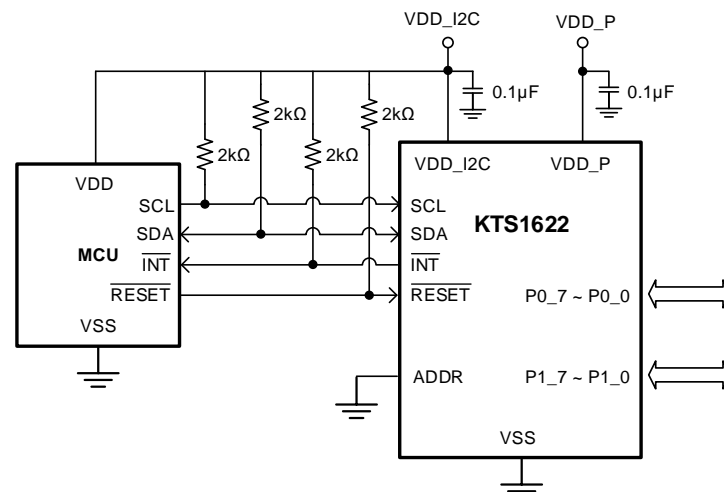 VDD_I2C
VDD_P
0.1µF
0.1µF
2kΩ
2kΩ
2kΩ
2kΩ
VDD
VDD_I2C
VDD_P
SCL
SCL
SDA
SDA
KTS1622
MCU
INT
INT
RESET
RESET
P0_7 ~ P0_0
VSS
ADDR
P1_7 ~ P1_0
VSS